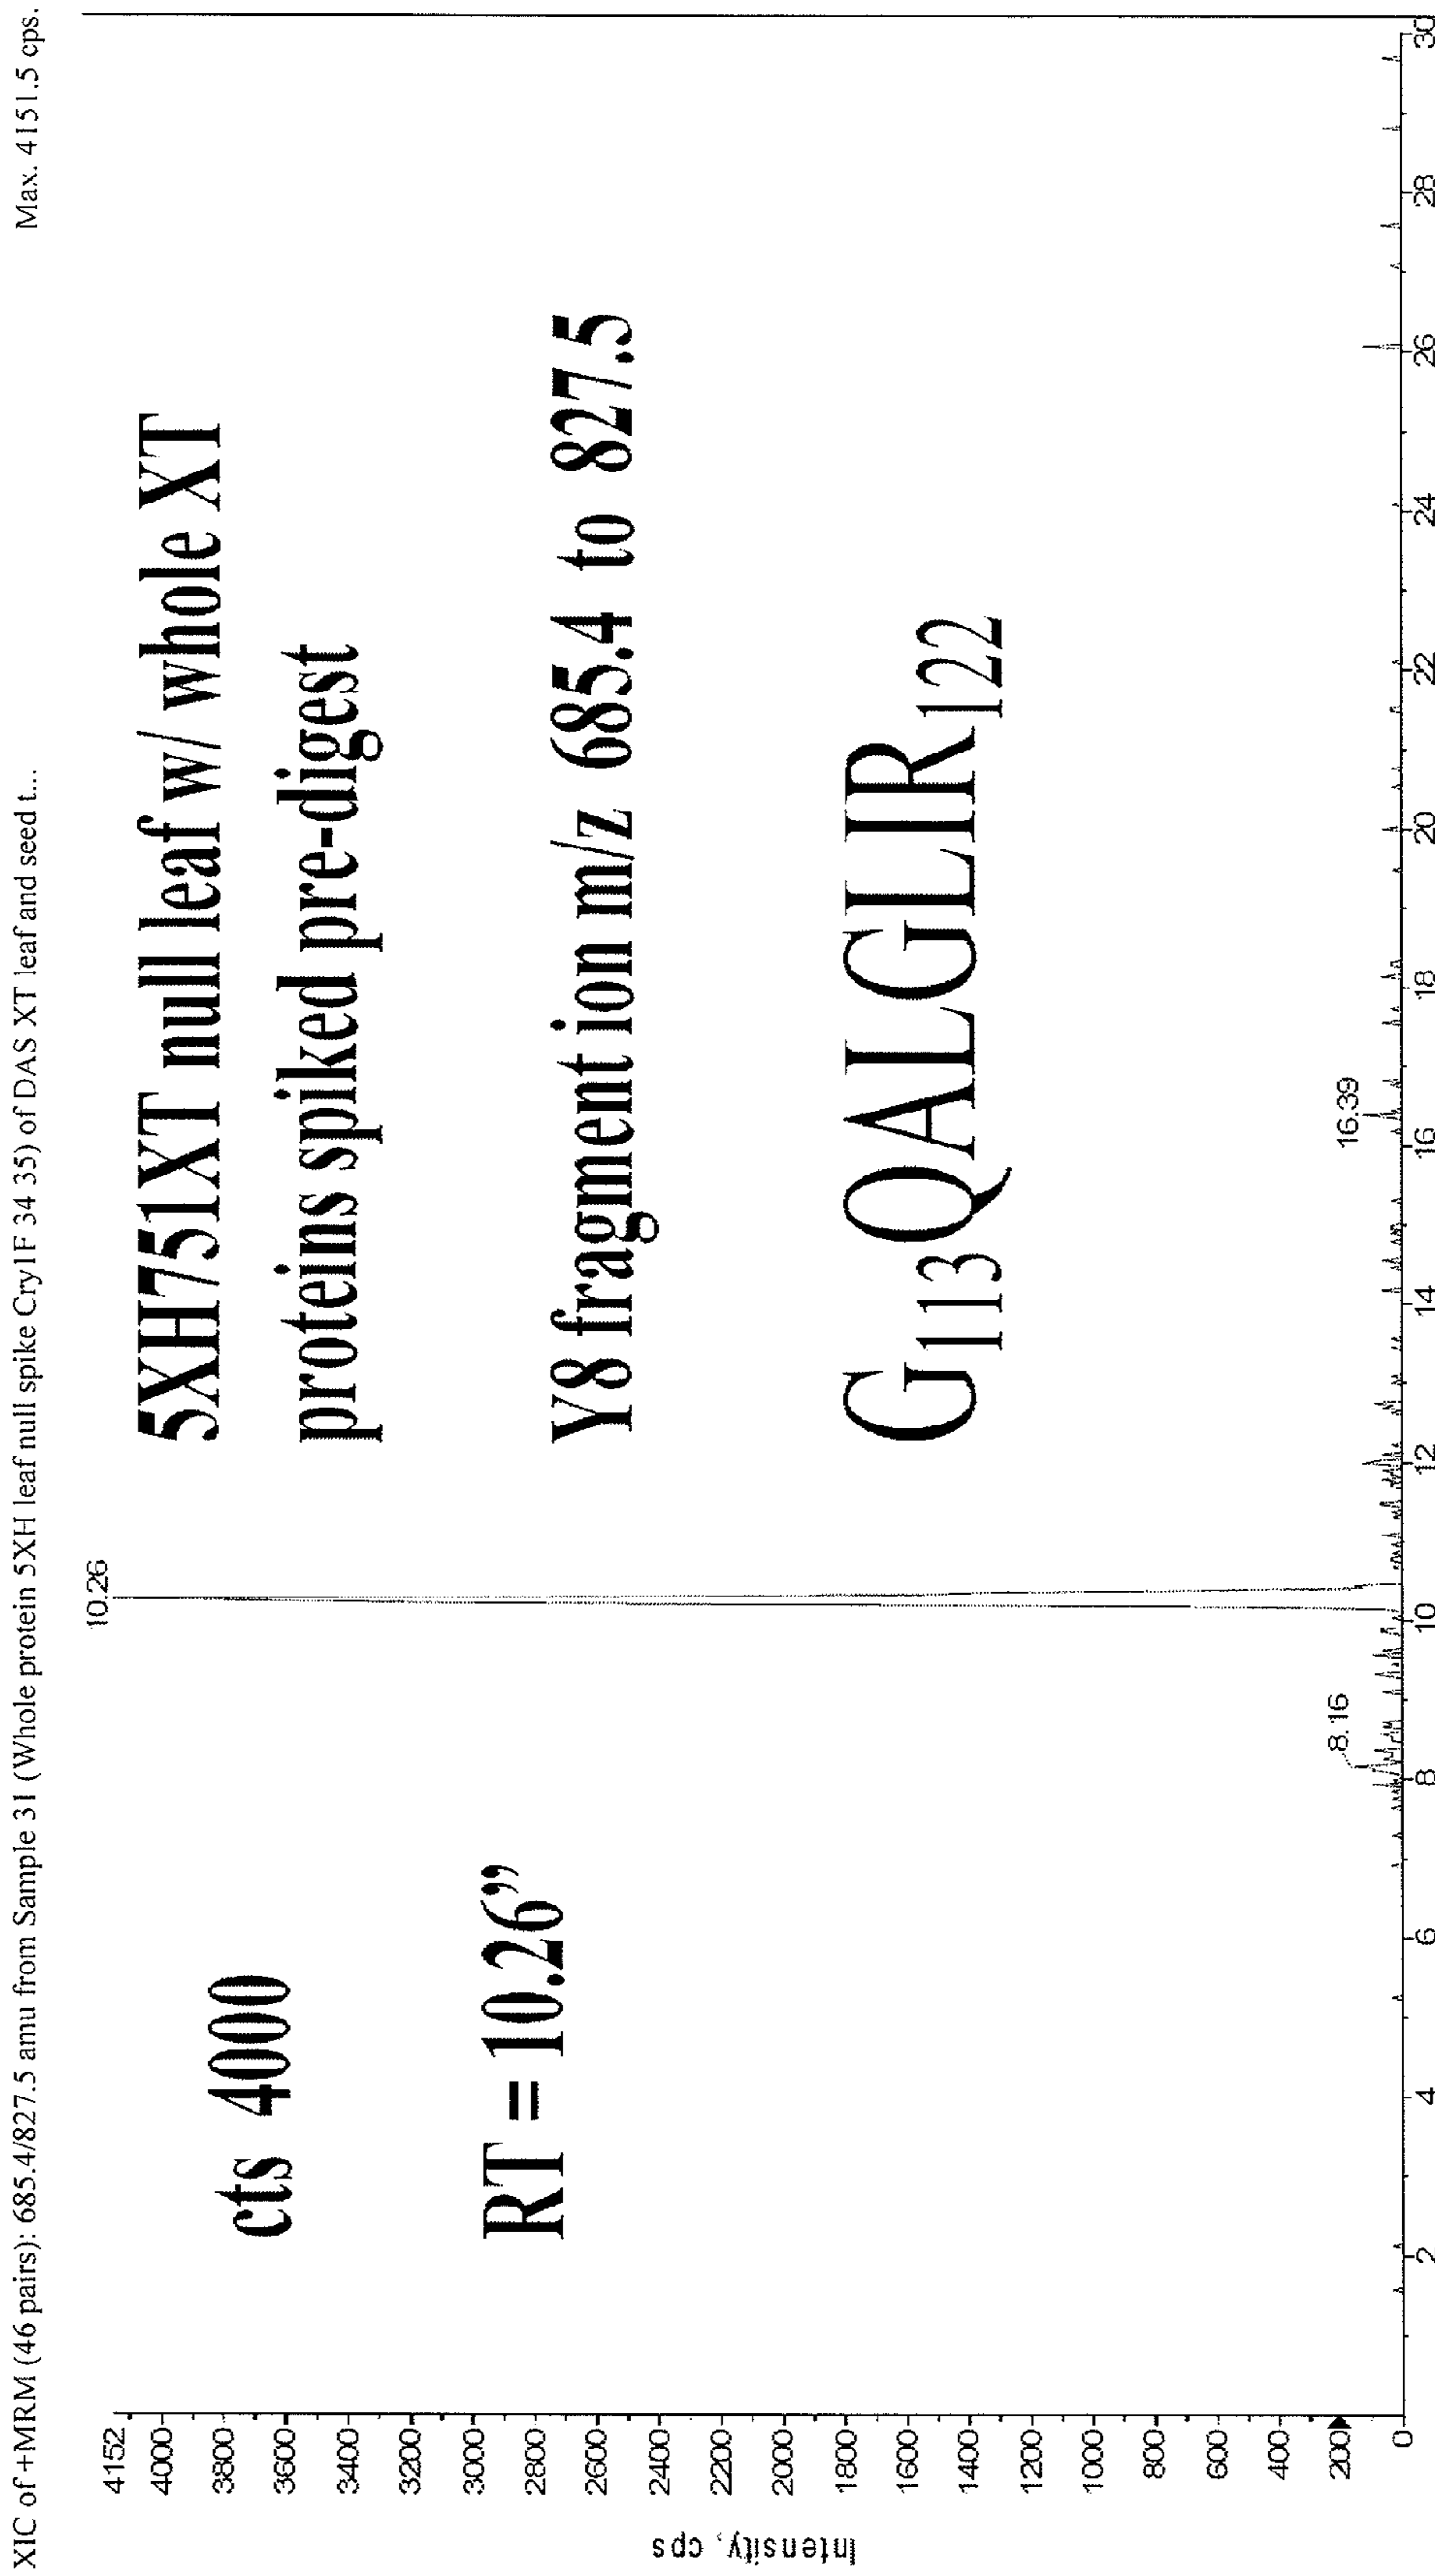 XIC of +MRM (46 pairs): 685.4/827.5 amu from Sample 31 (Whole protein 5XH leaf null spike Cry1F 34 35) of DAS XT leaf and seed t... Max. 4151.5 cps.
10.26
4152
4000
3800
3600
3400
3200
3000
2800
2600
2400
2200
2000
1800
1600
1400
1200
1000
800
600
400
200
0
Intensity, cps
cts 4000
RT = 10.26”
5XH751XT null leaf w/ whole XT
proteins spiked pre-digest
Y8 fragment ion m/z 685.4 to 827.5
G113QALGLIR122
8.16
16.39
2 4 6 8 10 12 14 16 18 20 22 24 26 28 30